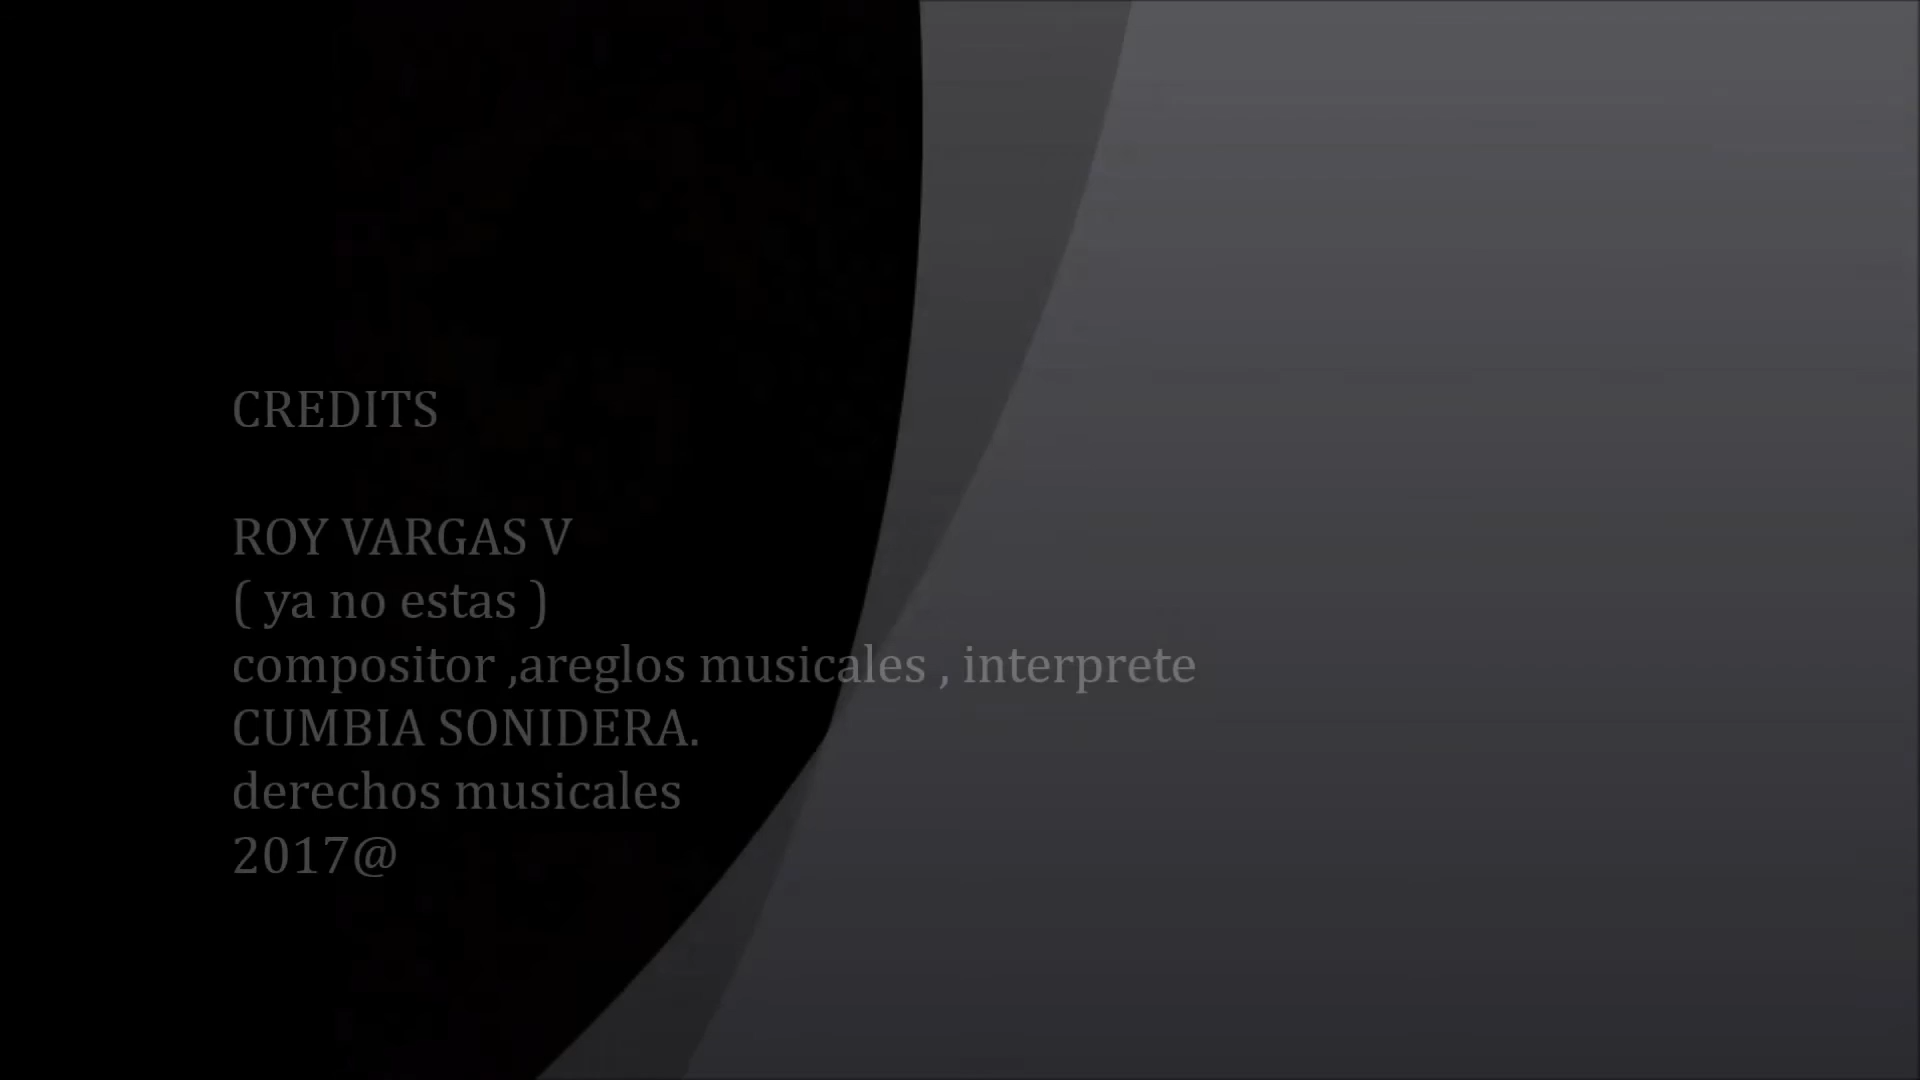 CREDITS
ROY VARGAS V
( ya no estas )
compositor ,areglos musicales , interprete
CUMBIA SONIDERA.
derechos musicales
2017@